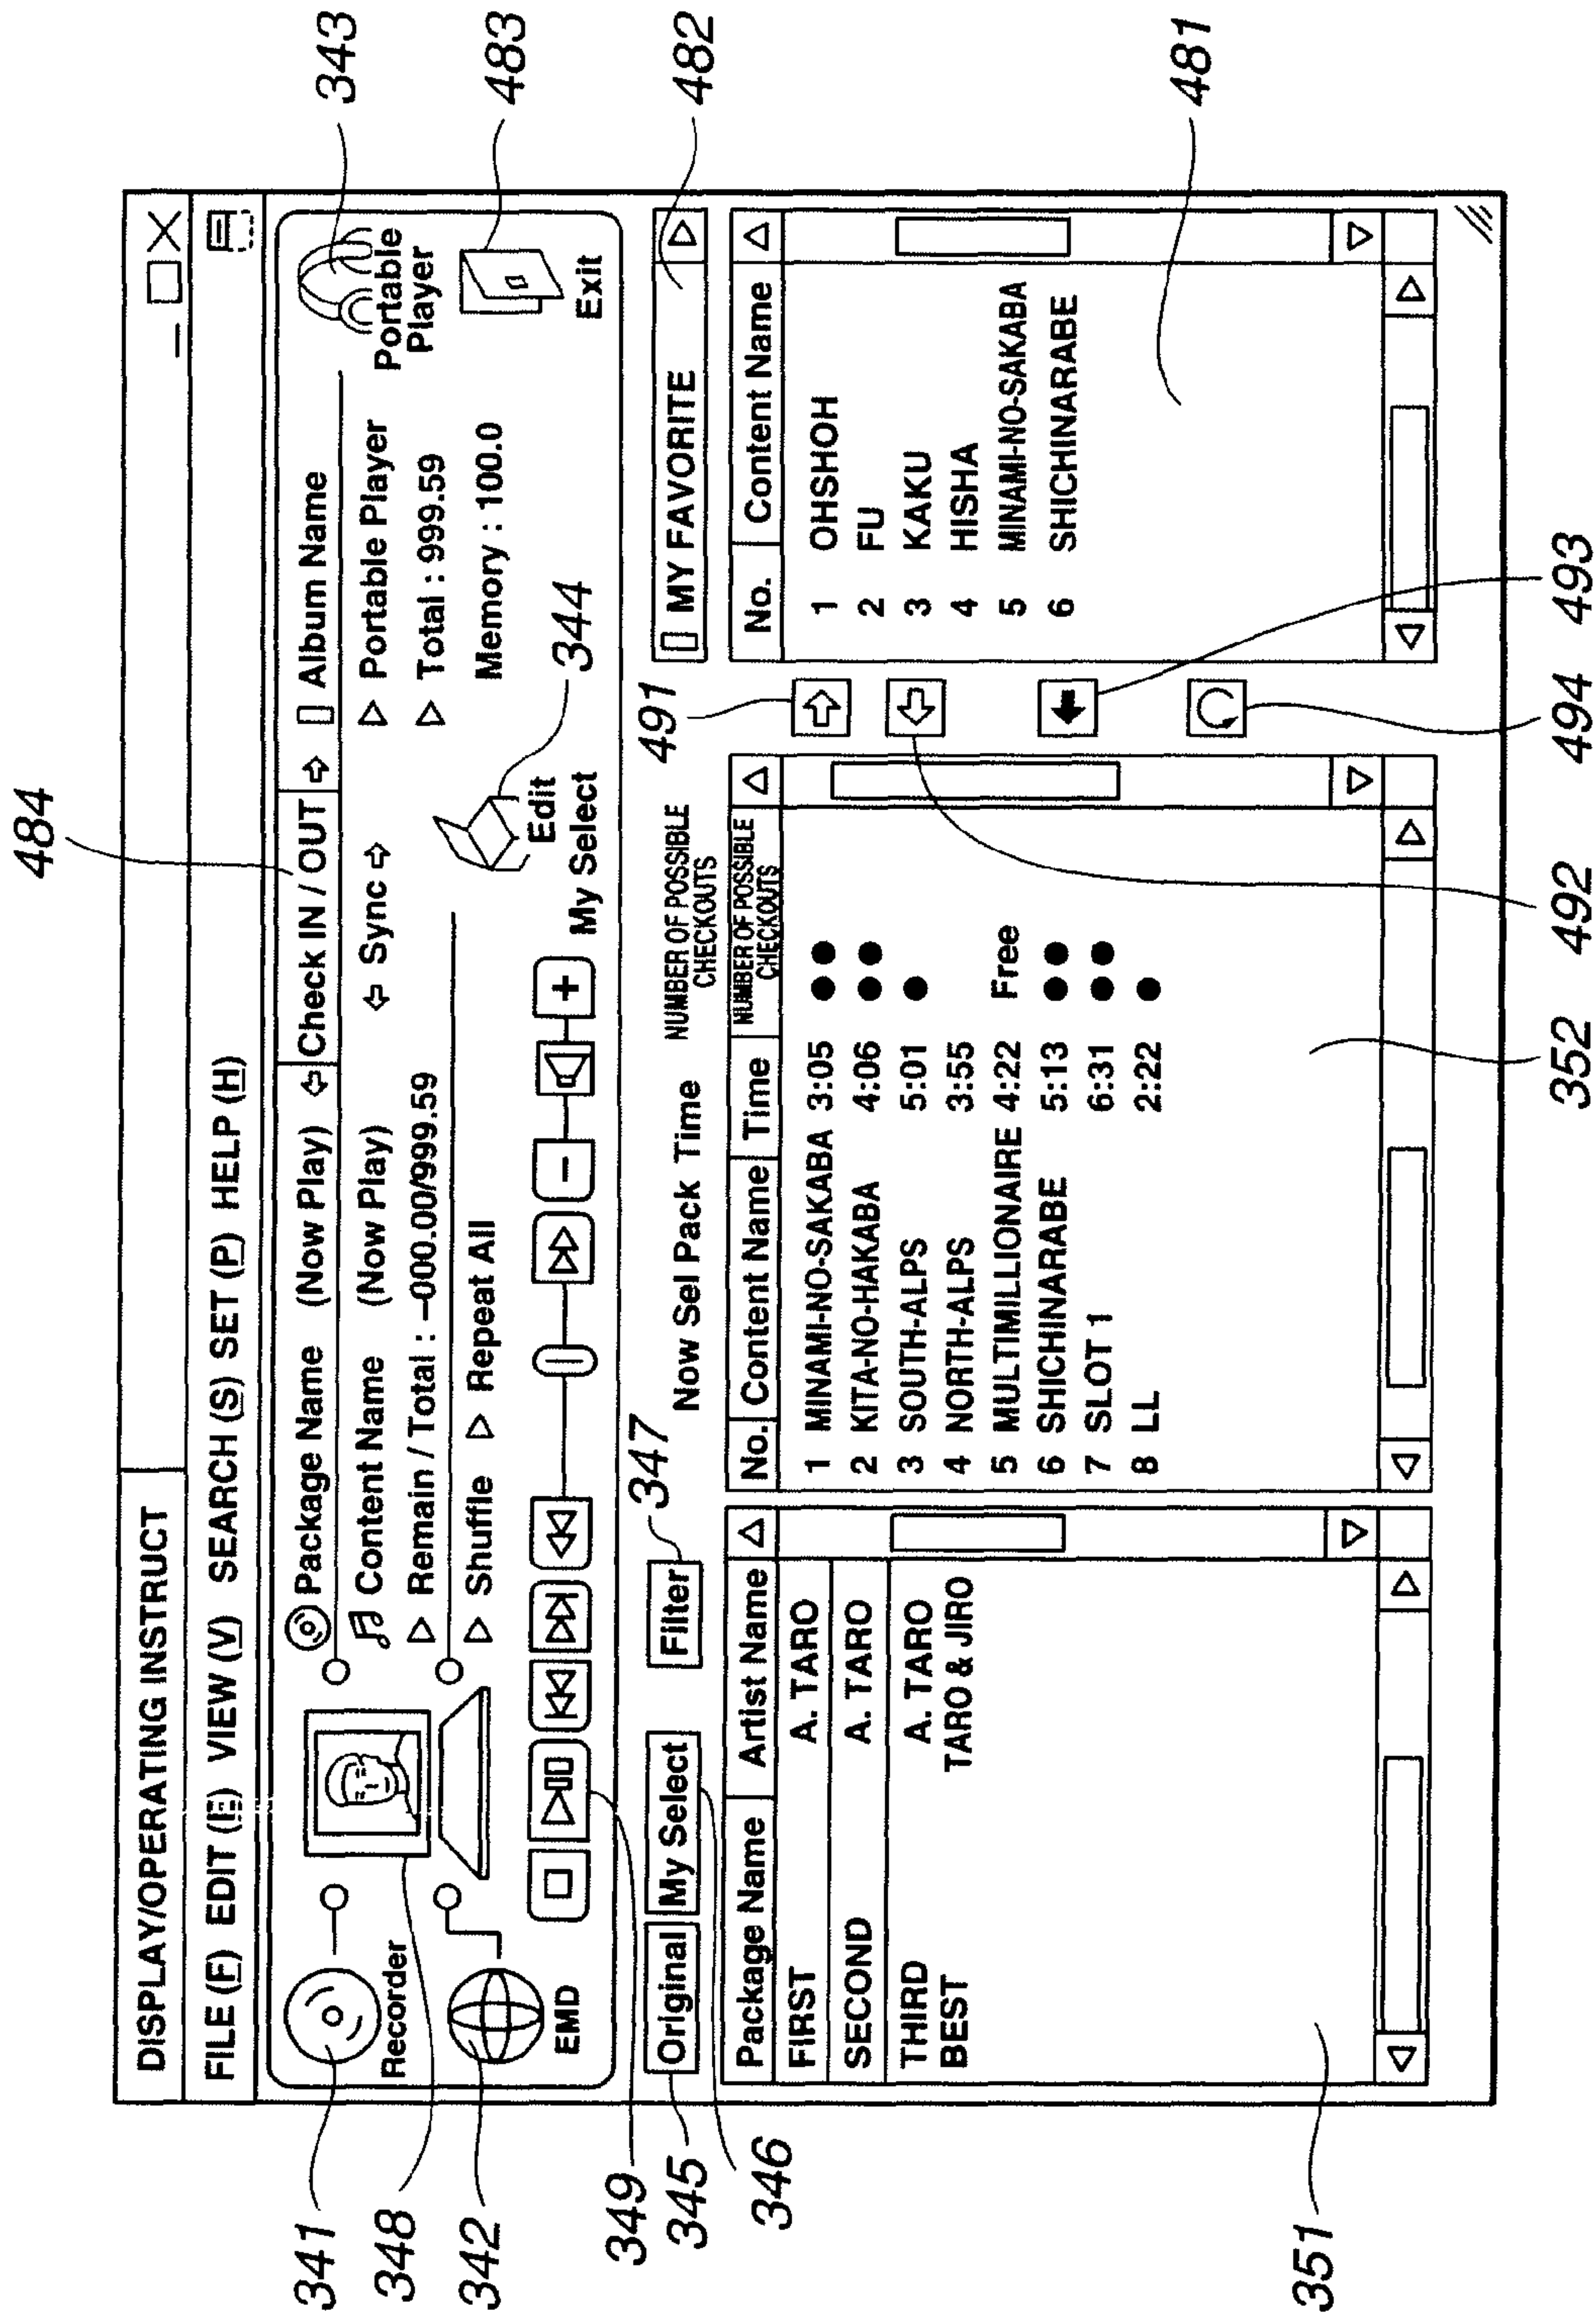 484
343
483
482
481
DISPLAY/OPERATING INSTRUCT
FILE (F) EDIT (E) VIEW (V) SEARCH (S) SET (P) HELP (H)
Package Name (Now Play) Check IN / OUT Album Name
Content Name (Now Play) Sync Portable Player
Remain / Total : -000.00/999.59 Total : 999.59
Memory : 100.0
Shuffle Repeat All
Recorder
EMD
Portable
Player
Exit
Edit
344
My Select
- +
Original My Select Filter 347
Now Sel Pack Time NUMBER OF POSSIBLE
CHECKOUTS
491
MY FAVORITE
Package Name Artist Name
FIRST A. TARO
SECOND A. TARO
THIRD A. TARO
BEST TARO & JIRO
No. Content Name Time NUMBER OF POSSIBLE
CHECKOUTS
1 MINAMI-NO-SAKABA 3:05 ●●
2 KITA-NO-HAKABA 4:06 ●●
3 SOUTH-ALPS 5:01 ●
4 NORTH-ALPS 3:55
5 MULTIMILLIONAIRE 4:22 Free
6 SHICHINARABE 5:13 ●●
7 SLOT 1 6:31 ●●
8 LL 2:22 ●
No. Content Name
1 OHSHOH
2 FU
3 KAKU
4 HISHA
5 MINAMI-NO-SAKABA
6 SHICHINARABE
341
348
342
349
345
346
351
352
492
494
493